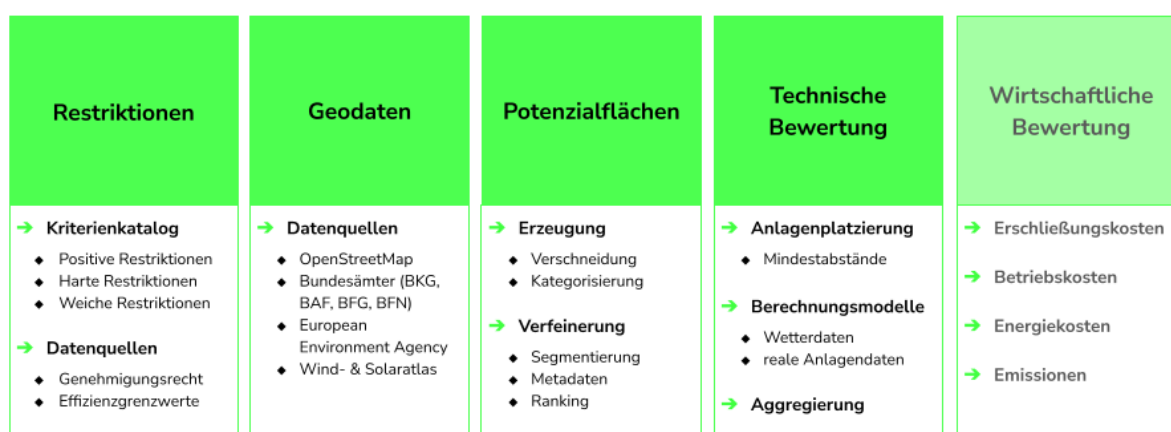 Restriktionen
➔ Kriterienkatalog
◆ Positive Restriktionen
◆ Harte Restriktionen
◆ Weiche Restriktionen
➔ Datenquellen
◆ Genehmigungsrecht
◆ Effizienzgrenzwerte
Geodaten
➔ Datenquellen
◆ OpenStreetMap
◆ Bundesämter (BKG,
BAF, BFG, BFN)
◆ European
Environment Agency
◆ Wind- & Solaratlas
Potenzialflächen
➔ Erzeugung
◆ Verschneidung
◆ Kategorisierung
➔ Verfeinerung
◆ Segmentierung
◆ Metadaten
◆ Ranking
Technische
Bewertung
➔ Anlagenplatzierung
◆ Mindestabstände
➔ Berechnungsmodelle
◆ Wetterdaten
◆ reale Anlagendaten
➔ Aggregierung
Wirtschaftliche
Bewertung
➔ Erschließungskosten
➔ Betriebskosten
➔ Energiekosten
➔ Emissionen